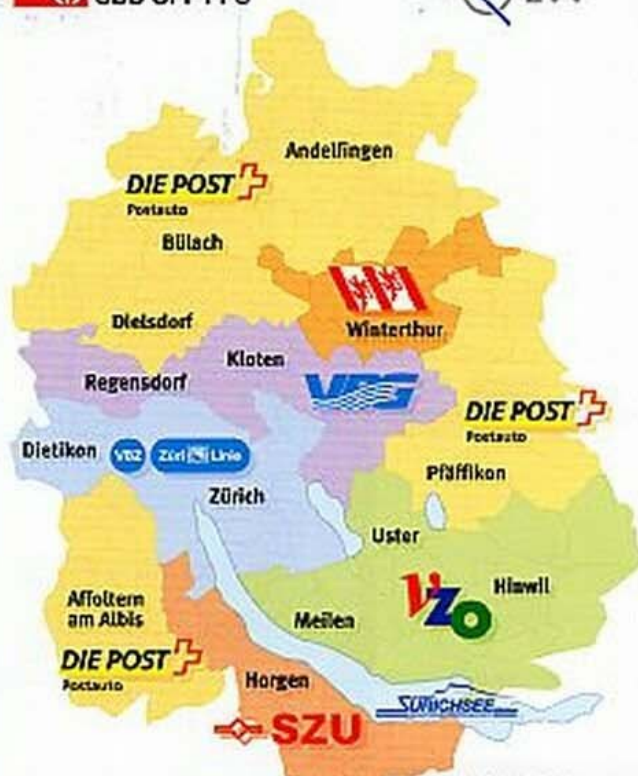 Andelfingen
DIE POST
Postauto
Bülach
Winterthur
Dielsdorf
Kloten
Regensdorf
VBG
DIE POST
Postauto
Dietikon
VBZ Züri Linie
Pfäffikon
Zürich
Uster
Hinwil
VZO
Affoltern
am Albis
Meilen
DIE POST
Postauto
Horgen
ZÜRICHSEE
SZU